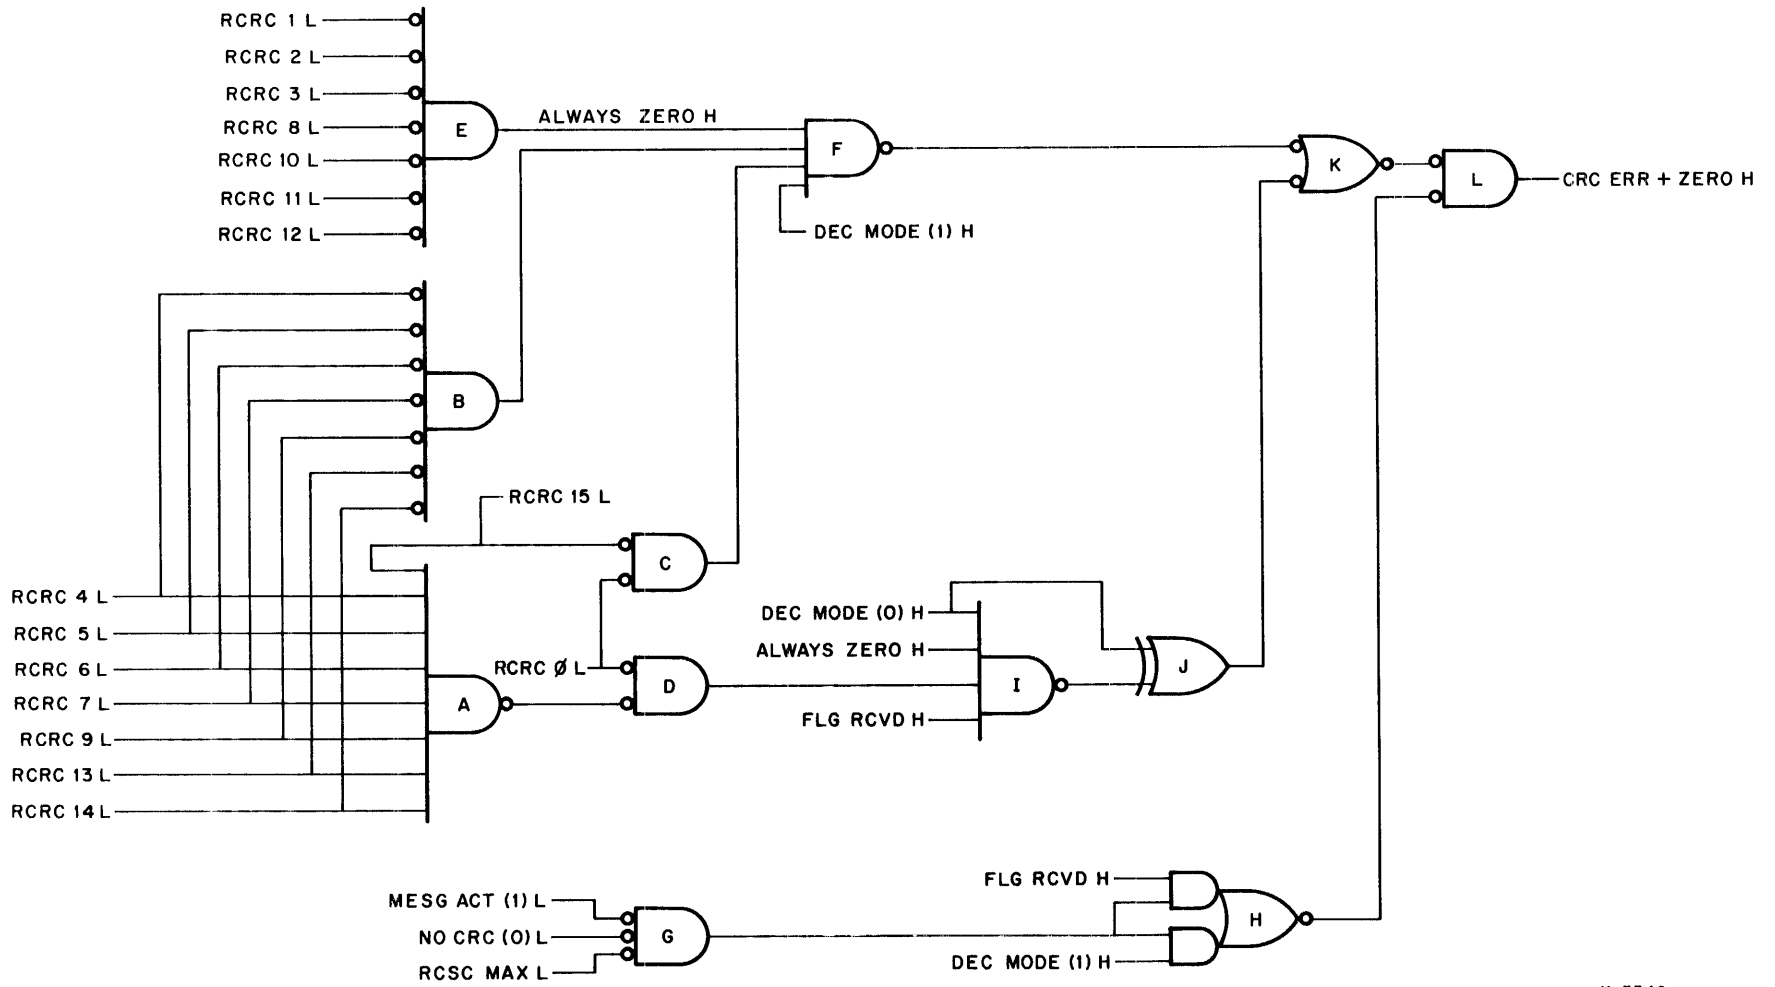 RCRC 1 L
RCRC 2 L
RCRC 3 L
RCRC 8 L
RCRC 10 L
RCRC 11 L
RCRC 12 L
E
ALWAYS ZERO H
F
DEC MODE (1) H
K
L
CRC ERR + ZERO H
B
RCRC 15 L
C
RCRC 4 L
RCRC 5 L
RCRC 6 L
RCRC 7 L
RCRC 9 L
RCRC 13 L
RCRC 14 L
A
RCRC Ø L
D
DEC MODE (0) H
ALWAYS ZERO H
FLG RCVD H
I
J
MESG ACT (1) L
NO CRC (0) L
RCSC MAX L
G
FLG RCVD H
DEC MODE (1) H
H